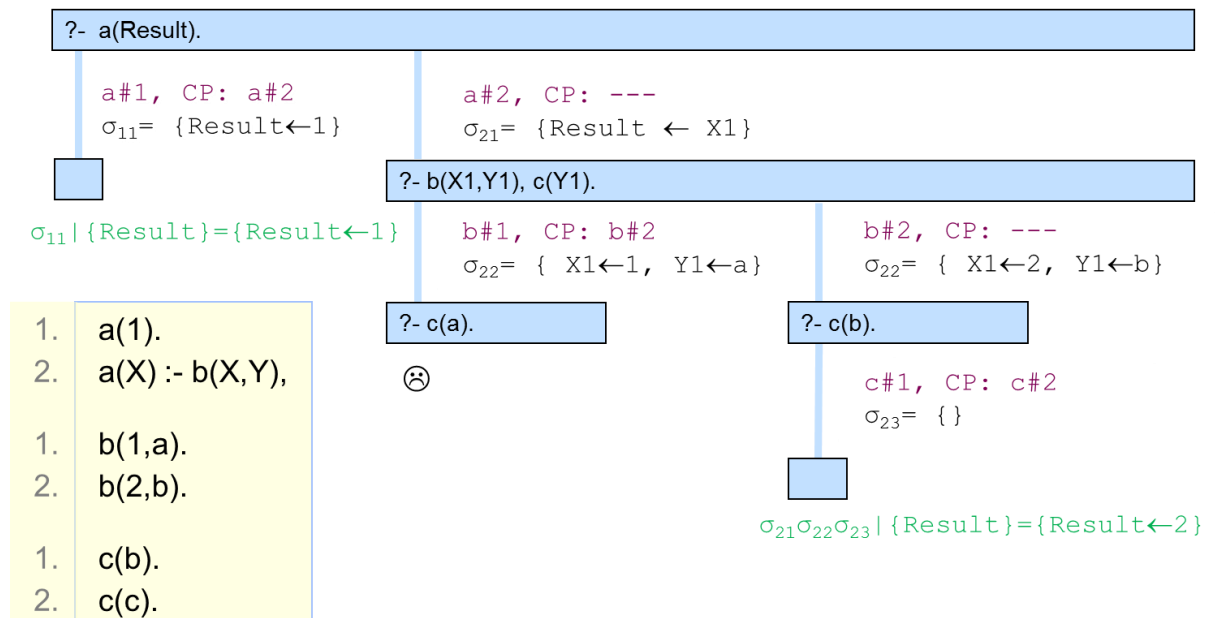 ?- a(Result).
a#1, CP: a#2
σ11= {Result←1}
a#2, CP: ---
σ21= {Result ← X1}
?- b(X1,Y1), c(Y1).
σ11|{Result}={Result←1}
b#1, CP: b#2
σ22= { X1←1, Y1←a}
b#2, CP: ---
σ22= { X1←2, Y1←b}
?- c(a).
?- c(b).
☹
c#1, CP: c#2
σ23= {}
σ21σ22σ23|{Result}={Result←2}
1. a(1).
2. a(X) :- b(X,Y),
1. b(1,a).
2. b(2,b).
1. c(b).
2. c(c).